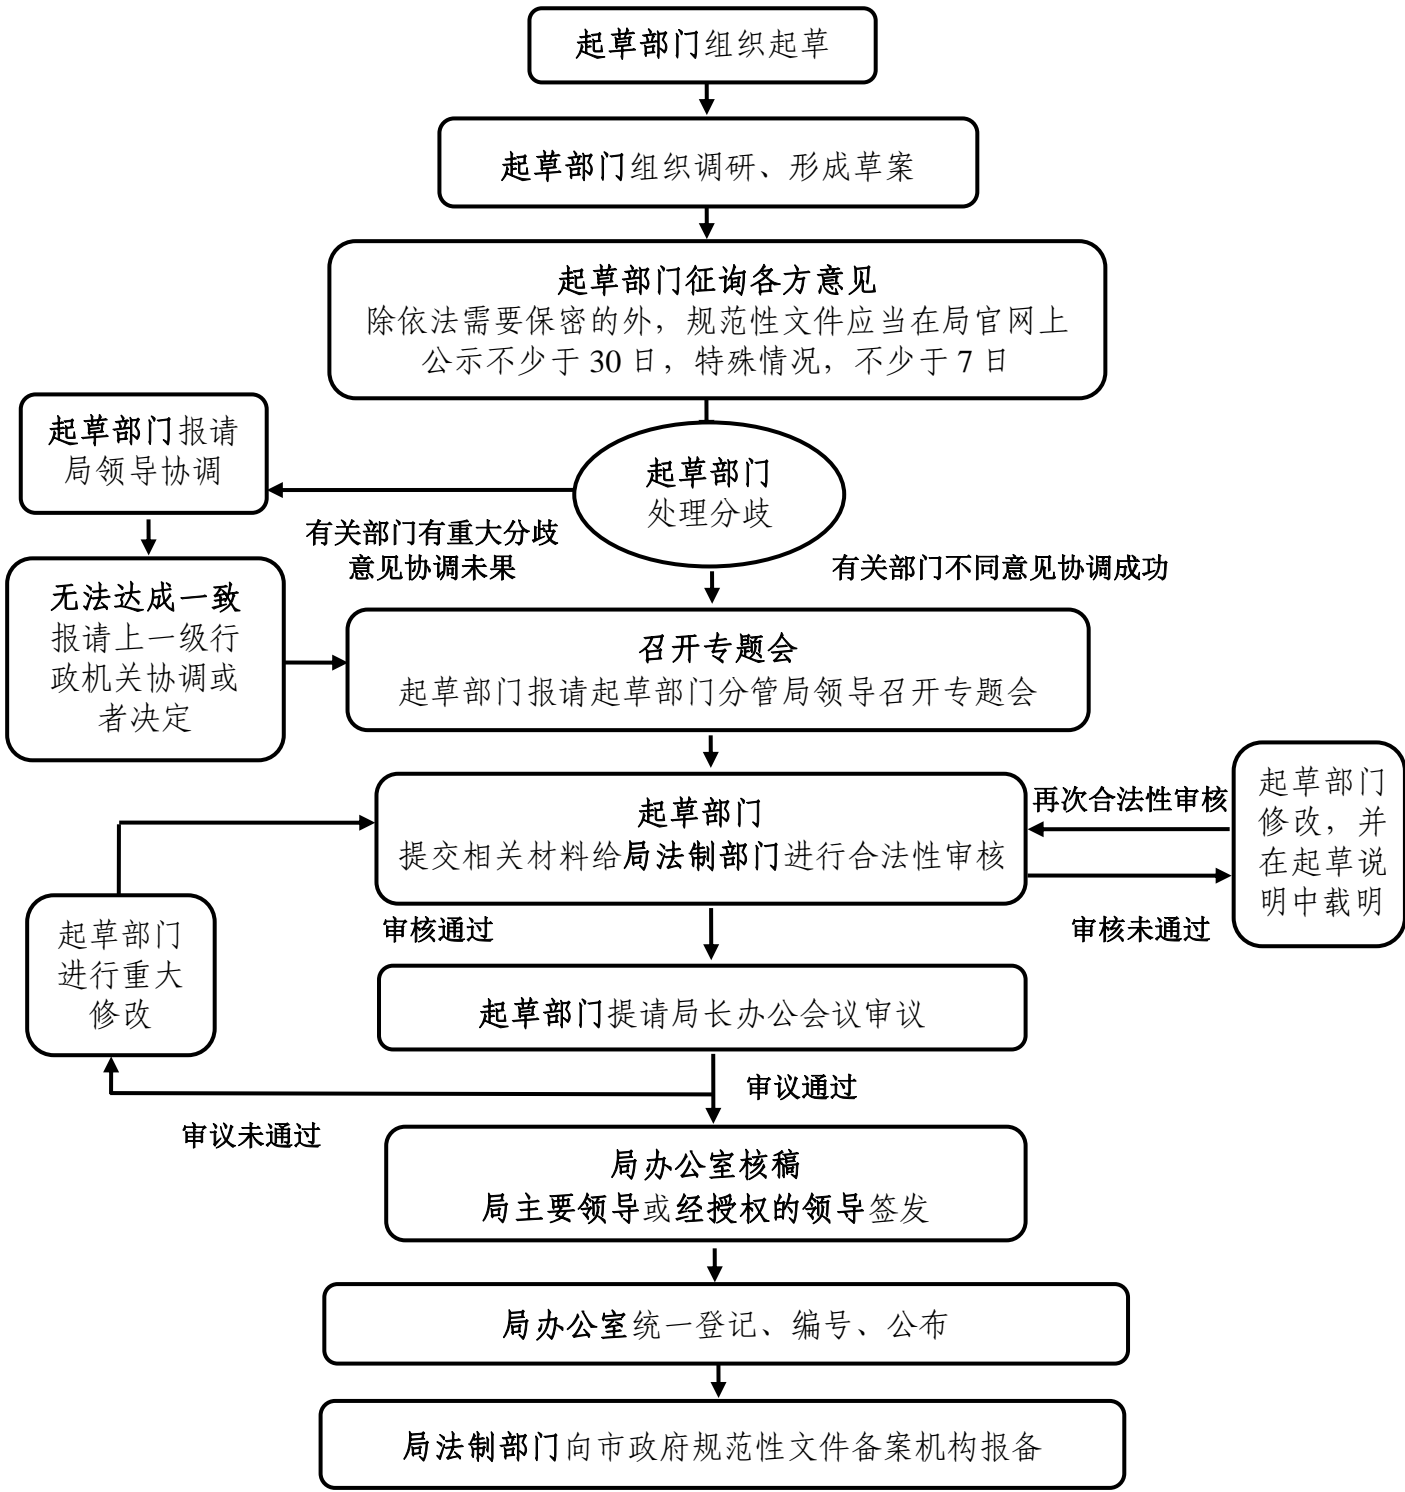 起草部门组织起草
起草部门组织调研、形成草案
起草部门征询各方意见
除依法需要保密的外，规范性文件应当在局官网上
公示不少于 30 日，特殊情况，不少于 7 日
起草部门报请
局领导协调
起草部门
处理分歧
有关部门有重大分歧
意见协调未果
有关部门不同意见协调成功
无法达成一致
报请上一级行
政机关协调或
者决定
召开专题会
起草部门报请起草部门分管局领导召开专题会
起草部门
提交相关材料给局法制部门进行合法性审核
再次合法性审核
起草部门
修改，并
在起草说
明中载明
审核通过
审核未通过
起草部门
进行重大
修改
起草部门提请局长办公会议审议
审议通过
审议未通过
局办公室核稿
局主要领导或经授权的领导签发
局办公室统一登记、编号、公布
局法制部门向市政府规范性文件备案机构报备